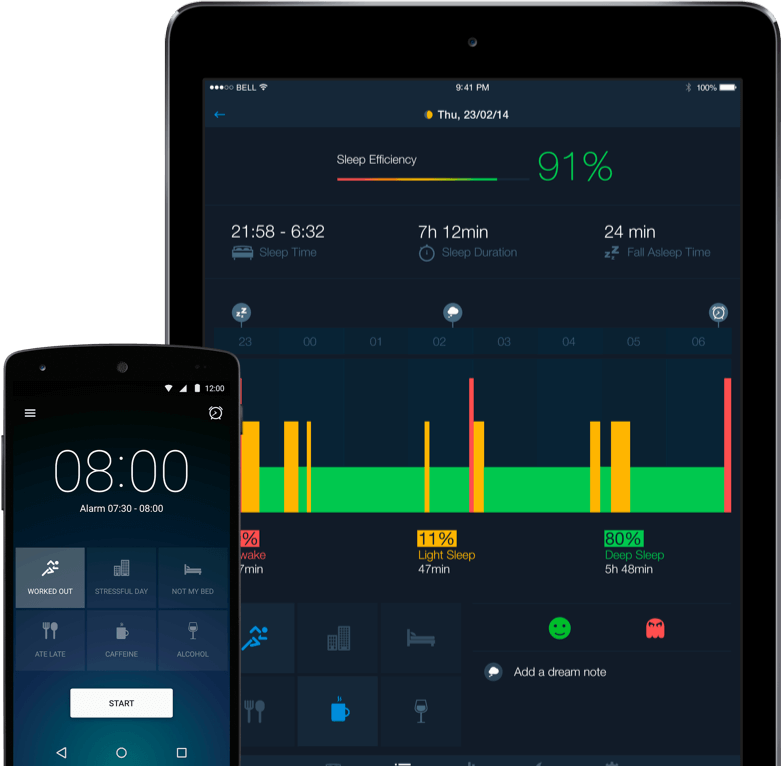 BELL
9:41 PM
100%
Thu, 23/02/14
Sleep Efficiency
91%
21:58 - 6:32
Sleep Time
7h 12min
Sleep Duration
24 min
Fall Asleep Time
23 00 01 02 03 04 05 06
%
wake
7min
11%
Light Sleep
47min
80%
Deep Sleep
5h 48min
Add a dream note
12:00
08:00
Alarm 07:30 - 08:00
WORKED OUT
STRESSFUL DAY
NOT MY BED
ATE LATE
CAFFEINE
ALCOHOL
START